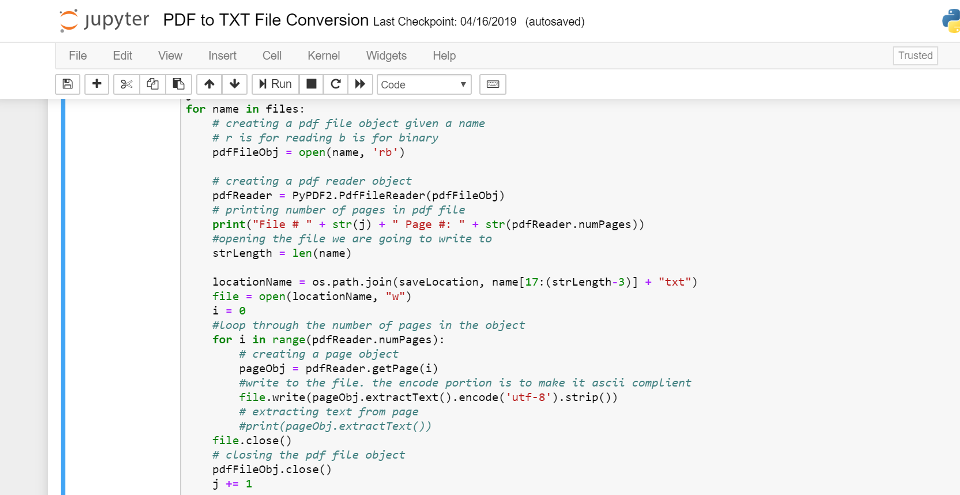 jupyter PDF to TXT File Conversion Last Checkpoint: 04/16/2019 (autosaved)
File Edit View Insert Cell Kernel Widgets Help Trusted
Run Code
for name in files:
    # creating a pdf file object given a name
    # r is for reading b is for binary
    pdfFileObj = open(name, 'rb')

    # creating a pdf reader object
    pdfReader = PyPDF2.PdfFileReader(pdfFileObj)
    # printing number of pages in pdf file
    print("File # " + str(j) + " Page #: " + str(pdfReader.numPages))
    #opening the file we are going to write to
    strLength = len(name)

    locationName = os.path.join(saveLocation, name[17:(strLength-3)] + "txt")
    file = open(locationName, "w")
    i = 0
    #loop through the number of pages in the object
    for i in range(pdfReader.numPages):
        # creating a page object
        pageObj = pdfReader.getPage(i)
        #write to the file. the encode portion is to make it ascii complient
        file.write(pageObj.extractText().encode('utf-8').strip())
        # extracting text from page
        #print(pageObj.extractText())
    file.close()
    # closing the pdf file object
    pdfFileObj.close()
    j += 1